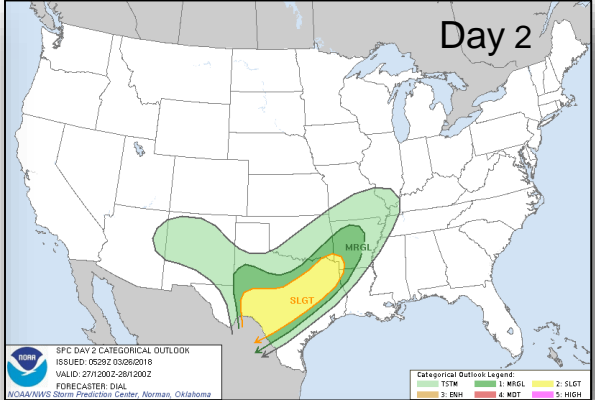 Day 2
MRGL
SLGT
NOAA
SPC DAY 2 CATEGORICAL OUTLOOK
ISSUED: 0529Z 03/26/2018
VALID: 27/1200Z-28/1200Z
FORECASTER: DIAL
NOAA/NWS Storm Prediction Center, Norman, Oklahoma
Categorical Outlook Legend:
TSTM 1: MRGL 2: SLGT
3: ENH 4: MDT 5: HIGH